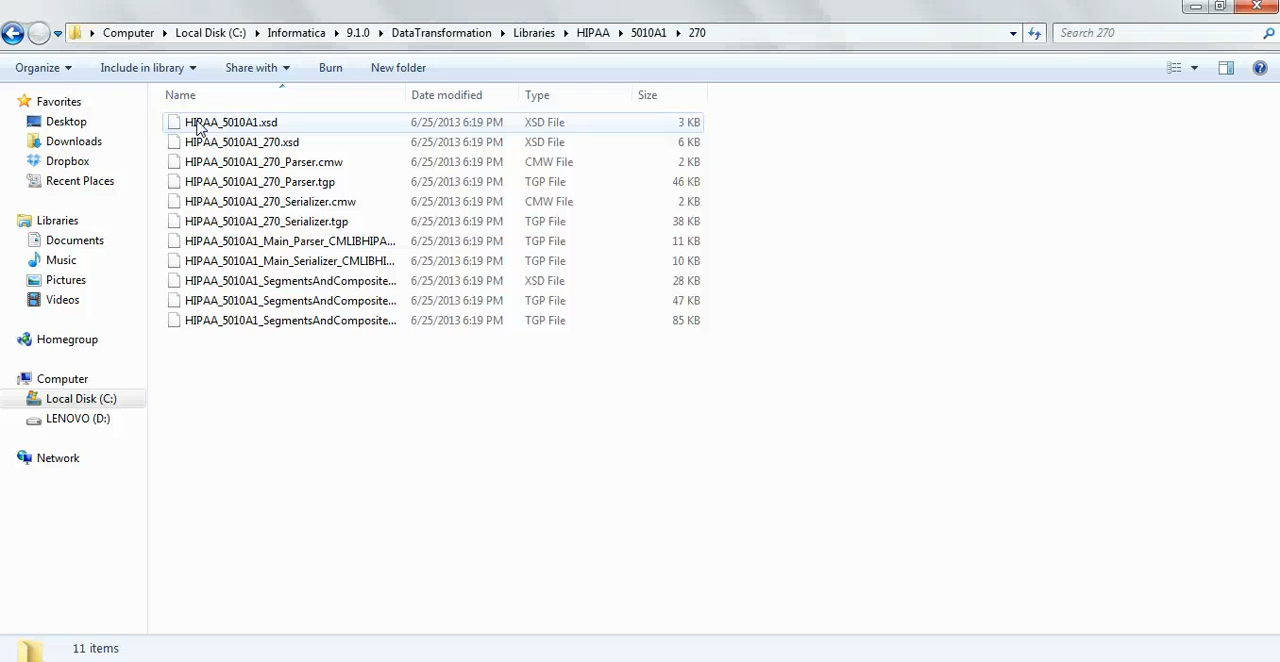 Computer Local Disk (C:) Informatica 9.1.0 DataTransformation Libraries HIPAA 5010A1 270 Search 270
Organize Include in library Share with Burn New folder
Favorites
Desktop
Downloads
Dropbox
Recent Places
Libraries
Documents
Music
Pictures
Videos
Homegroup
Computer
Local Disk (C:)
LENOVO (D:)
Network
Name Date modified Type Size
HIPAA_5010A1.xsd 6/25/2013 6:19 PM XSD File 3 KB
HIPAA_5010A1_270.xsd 6/25/2013 6:19 PM XSD File 6 KB
HIPAA_5010A1_270_Parser.cmw 6/25/2013 6:19 PM CMW File 2 KB
HIPAA_5010A1_270_Parser.tgp 6/25/2013 6:19 PM TGP File 46 KB
HIPAA_5010A1_270_Serializer.cmw 6/25/2013 6:19 PM CMW File 2 KB
HIPAA_5010A1_270_Serializer.tgp 6/25/2013 6:19 PM TGP File 38 KB
HIPAA_5010A1_Main_Parser_CMLIBHIPA... 6/25/2013 6:19 PM TGP File 11 KB
HIPAA_5010A1_Main_Serializer_CMLIBHI... 6/25/2013 6:19 PM TGP File 10 KB
HIPAA_5010A1_SegmentsAndComposite... 6/25/2013 6:19 PM XSD File 28 KB
HIPAA_5010A1_SegmentsAndComposite... 6/25/2013 6:19 PM TGP File 47 KB
HIPAA_5010A1_SegmentsAndComposite... 6/25/2013 6:19 PM TGP File 85 KB
11 items